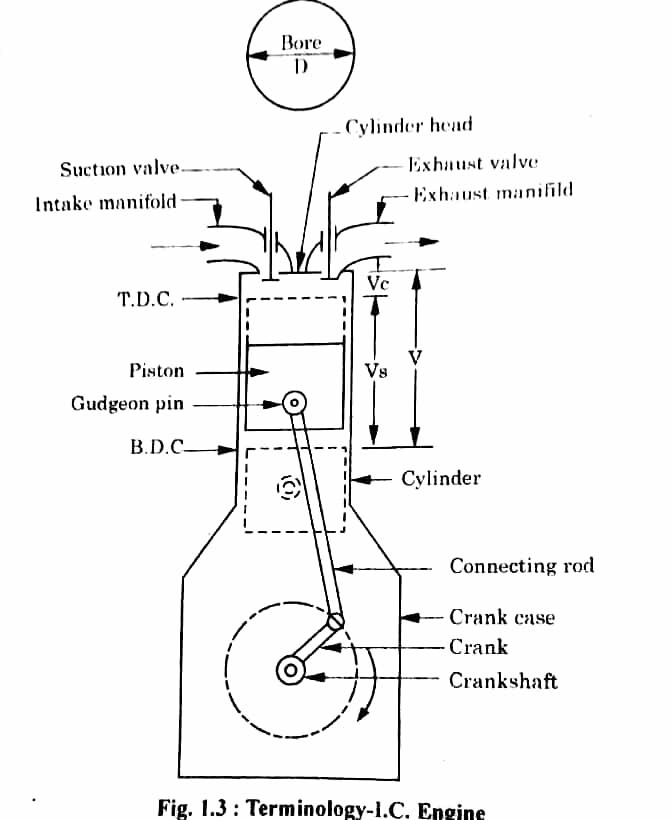 Bore
D
Cylinder head
Suction valve
Exhaust valve
Intake manifold
Exhaust manifild
T.D.C.
Vc
V
Piston
Vs
Gudgeon pin
B.D.C
Cylinder
Connecting rod
Crank case
Crank
Crankshaft
Fig. 1.3 : Terminology-I.C. Engine